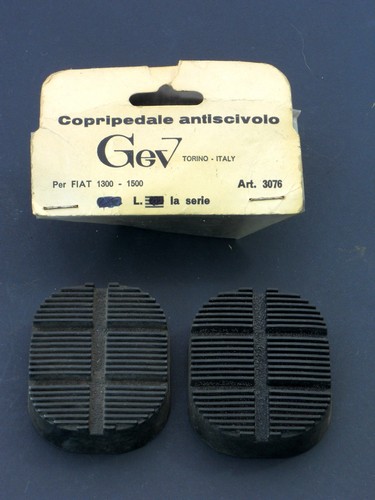 Copripedale antiscivolo
Gev TORINO - ITALY
Per FIAT 1300 - 1500 Art. 3076
L. la serie